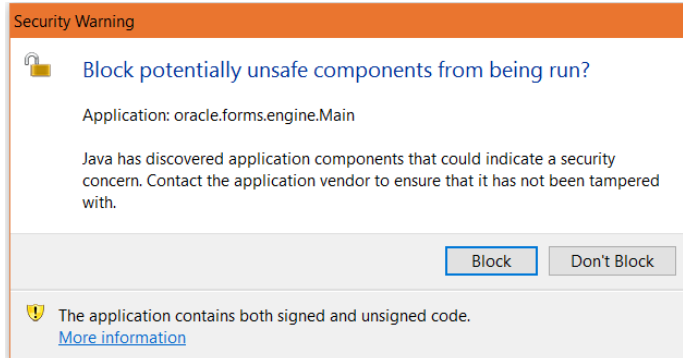 Security Warning
Block potentially unsafe components from being run?
Application: oracle.forms.engine.Main
Java has discovered application components that could indicate a security
concern. Contact the application vendor to ensure that it has not been tampered
with.
Block
Don't Block
The application contains both signed and unsigned code.
More information